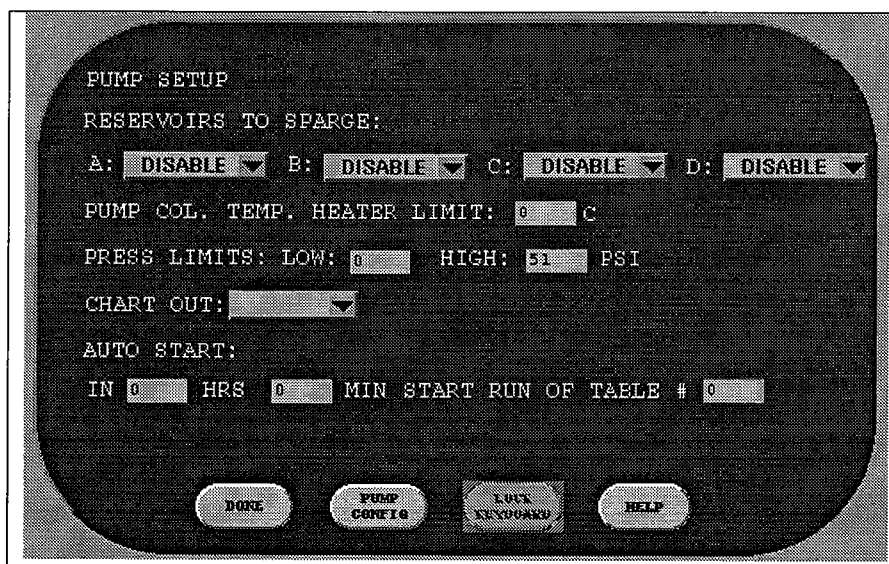 PUMP SETUP
RESERVOIRS TO SPARGE:
A: DISABLE B: DISABLE C: DISABLE D: DISABLE
PUMP COL. TEMP. HEATER LIMIT: 0 C
PRESS LIMITS: LOW: 0 HIGH: 51 PSI
CHART OUT:
AUTO START:
IN 0 HRS 0 MIN START RUN OF TABLE # 0
DONE PUMP LOCK HELP
CONFIG KEYBOARD